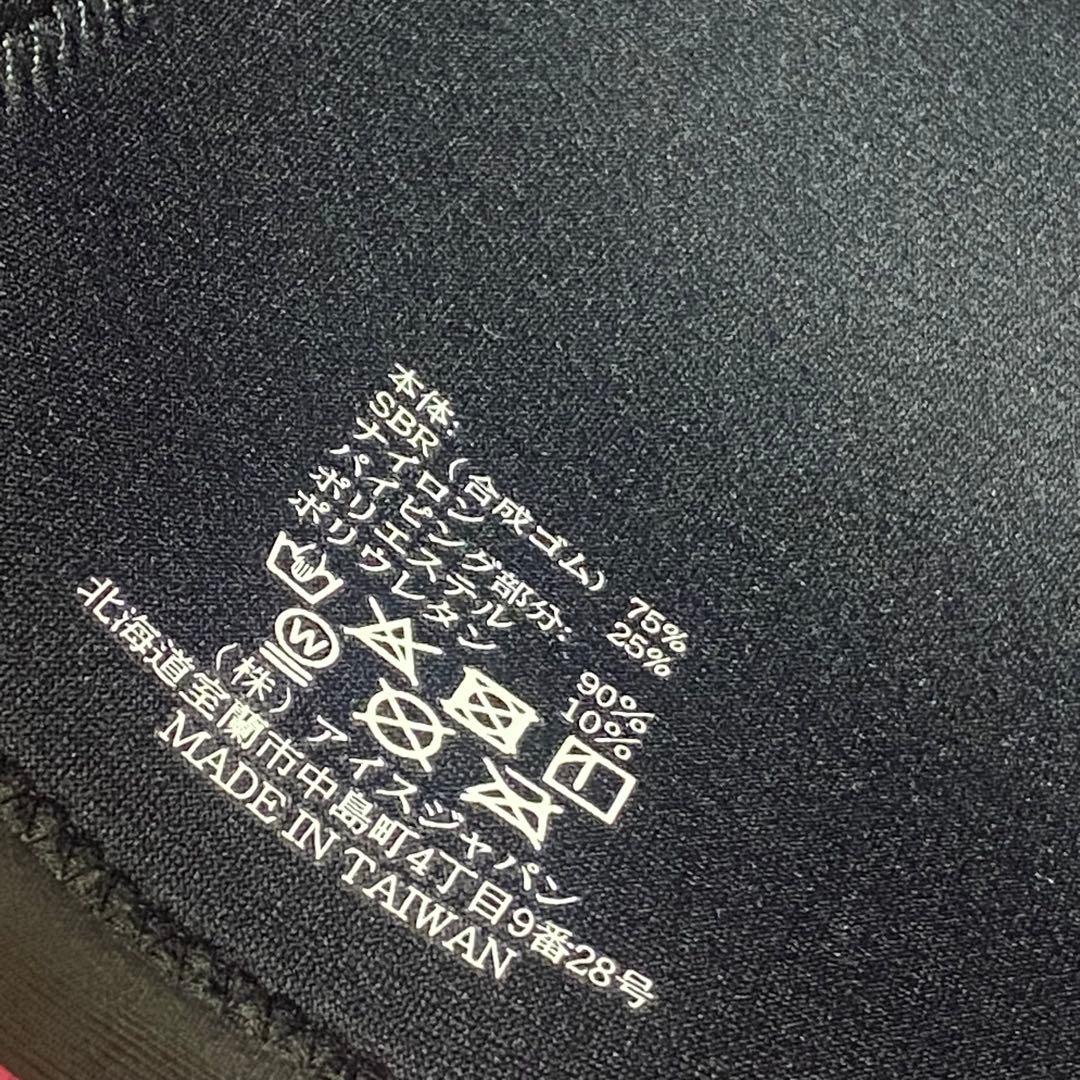 本体:
SBR（合成ゴム） 75%
ナイロン 25%
パイピング部分:
ポリエステル 90%
ポリウレタン 10%
W
（株）アイスジャパン
北海道室蘭市中島町4丁目9番28号
MADE IN TAIWAN